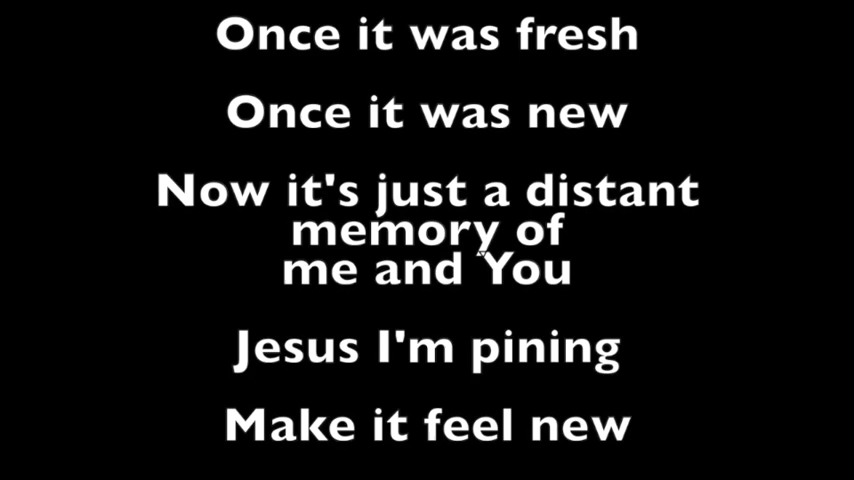 Once it was fresh
Once it was new
Now it's just a distant
memory of
me and You
Jesus I'm pining
Make it feel new